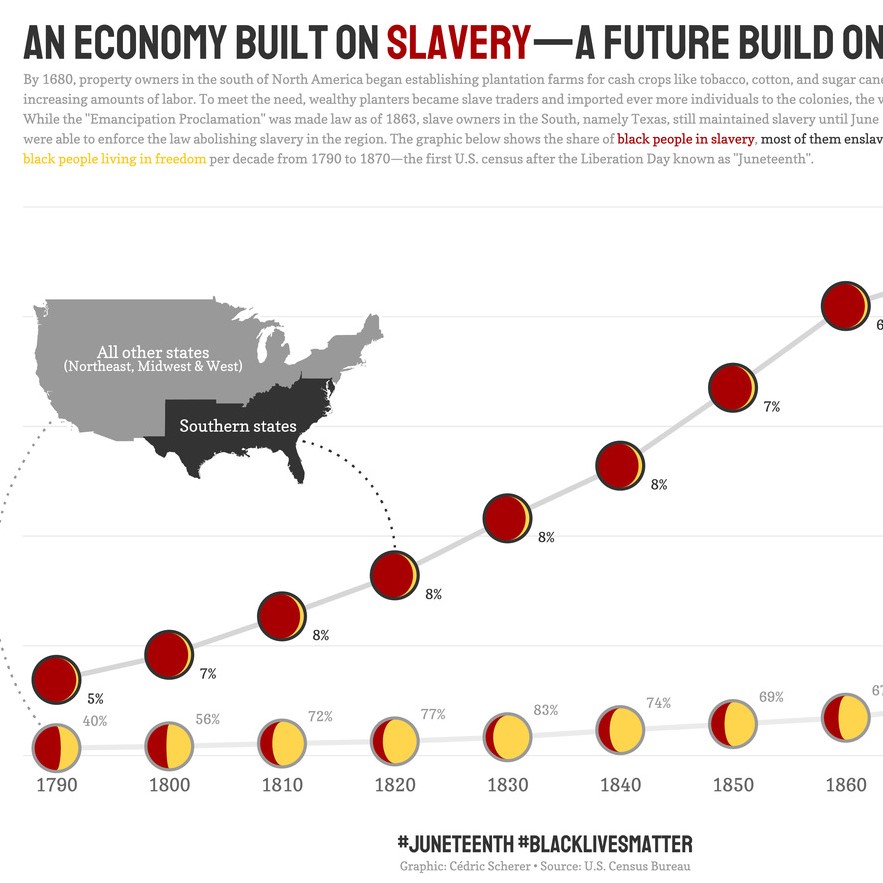 AN ECONOMY BUILT ON SLAVERY—A FUTURE BUILD ON
By 1680, property owners in the south of North America began establishing plantation farms for cash crops like tobacco, cotton, and sugar cane
increasing amounts of labor. To meet the need, wealthy planters became slave traders and imported ever more individuals to the colonies, the
While the "Emancipation Proclamation" was made law as of 1863, slave owners in the South, namely Texas, still maintained slavery until June
were able to enforce the law abolishing slavery in the region. The graphic below shows the share of black people in slavery, most of them enslav
black people living in freedom per decade from 1790 to 1870—the first U.S. census after the Liberation Day known as "Juneteenth".
All other states
(Northeast, Midwest & West)
Southern states
7%
8%
8%
8%
8%
7%
5%
40%
56%
72%
77%
83%
74%
69%
1790 1800 1810 1820 1830 1840 1850 1860
#JUNETEENTH #BLACKLIVESMATTER
Graphic: Cédric Scherer • Source: U.S. Census Bureau